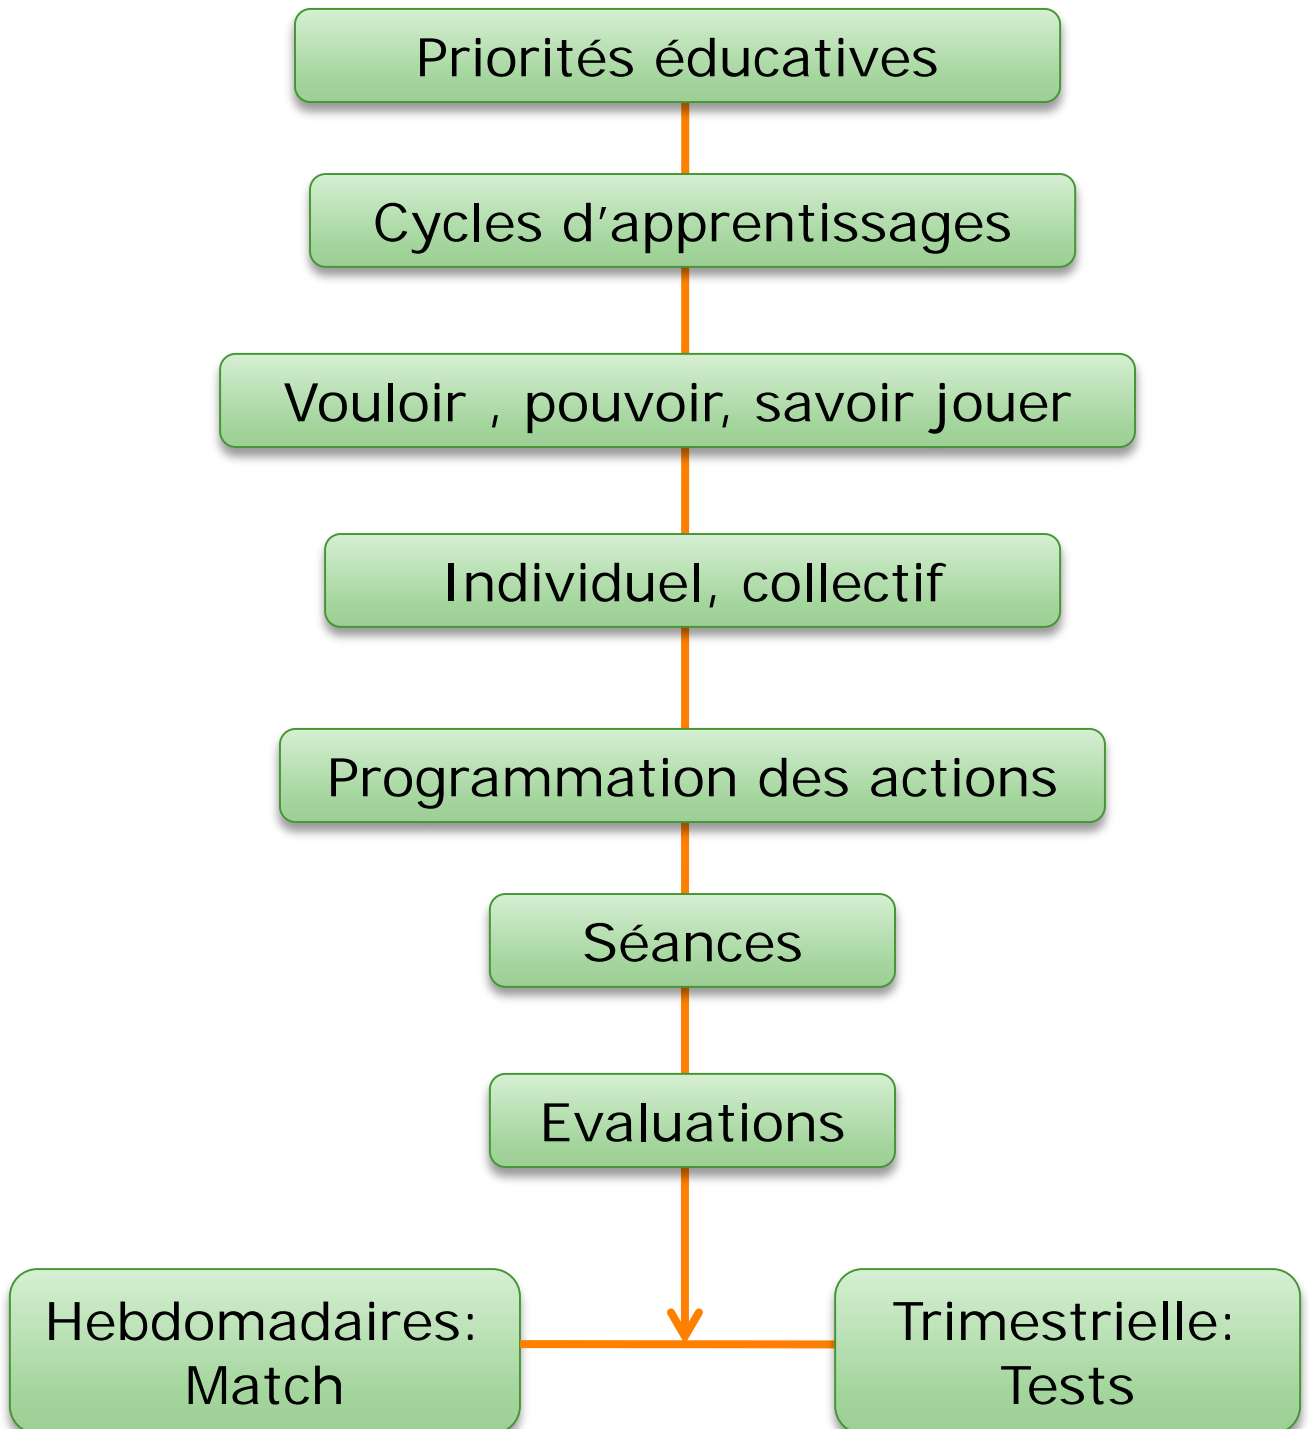 Priorités éducatives
Cycles d’apprentissages
Vouloir , pouvoir, savoir jouer
Individuel, collectif
Programmation des actions
Séances
Evaluations
Hebdomadaires:
Match
Trimestrielle:
Tests